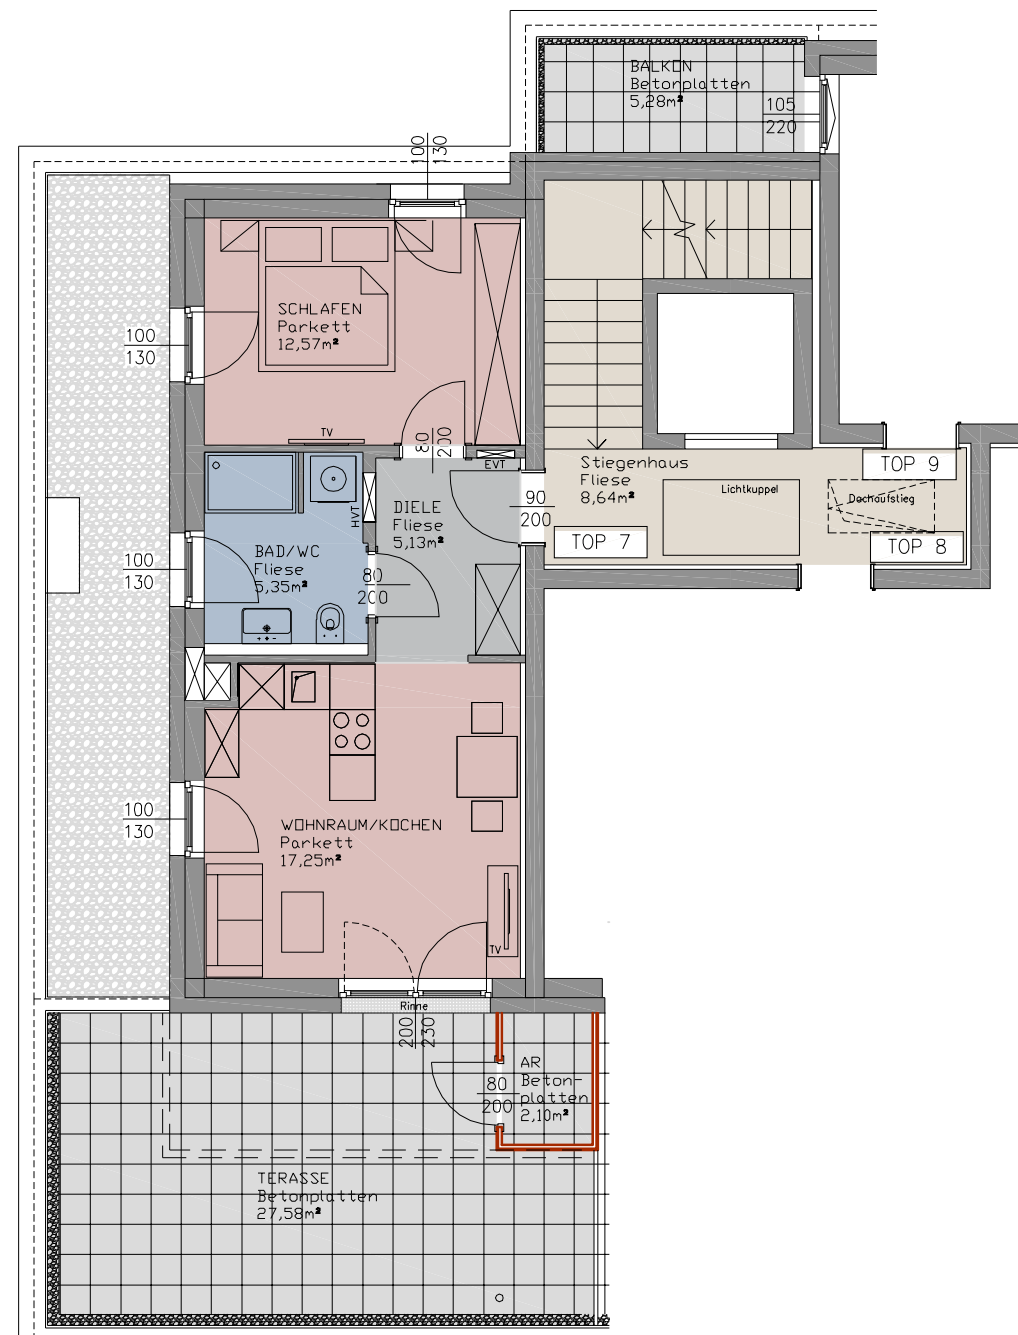 BALKON
Betonplatten
5,28m²
105
220
100
130
SCHLAFEN
Parkett
12,57m²
100
130
TV
80
200
EVT
Stiegenhaus
Fliese
8,64m²
TOP 9
Lichtkuppel
Dachaufstieg
90
200
TOP 7
TOP 8
DIELE
Fliese
5,13m²
HVT
BAD/WC
Fliese
5,35m²
100
130
80
200
WOHNRAUM/KOCHEN
Parkett
17,25m²
100
130
TV
Rinne
200
230
AR
Beton-
platten
2,10m²
80
200
TERASSE
Betonplatten
27,58m²